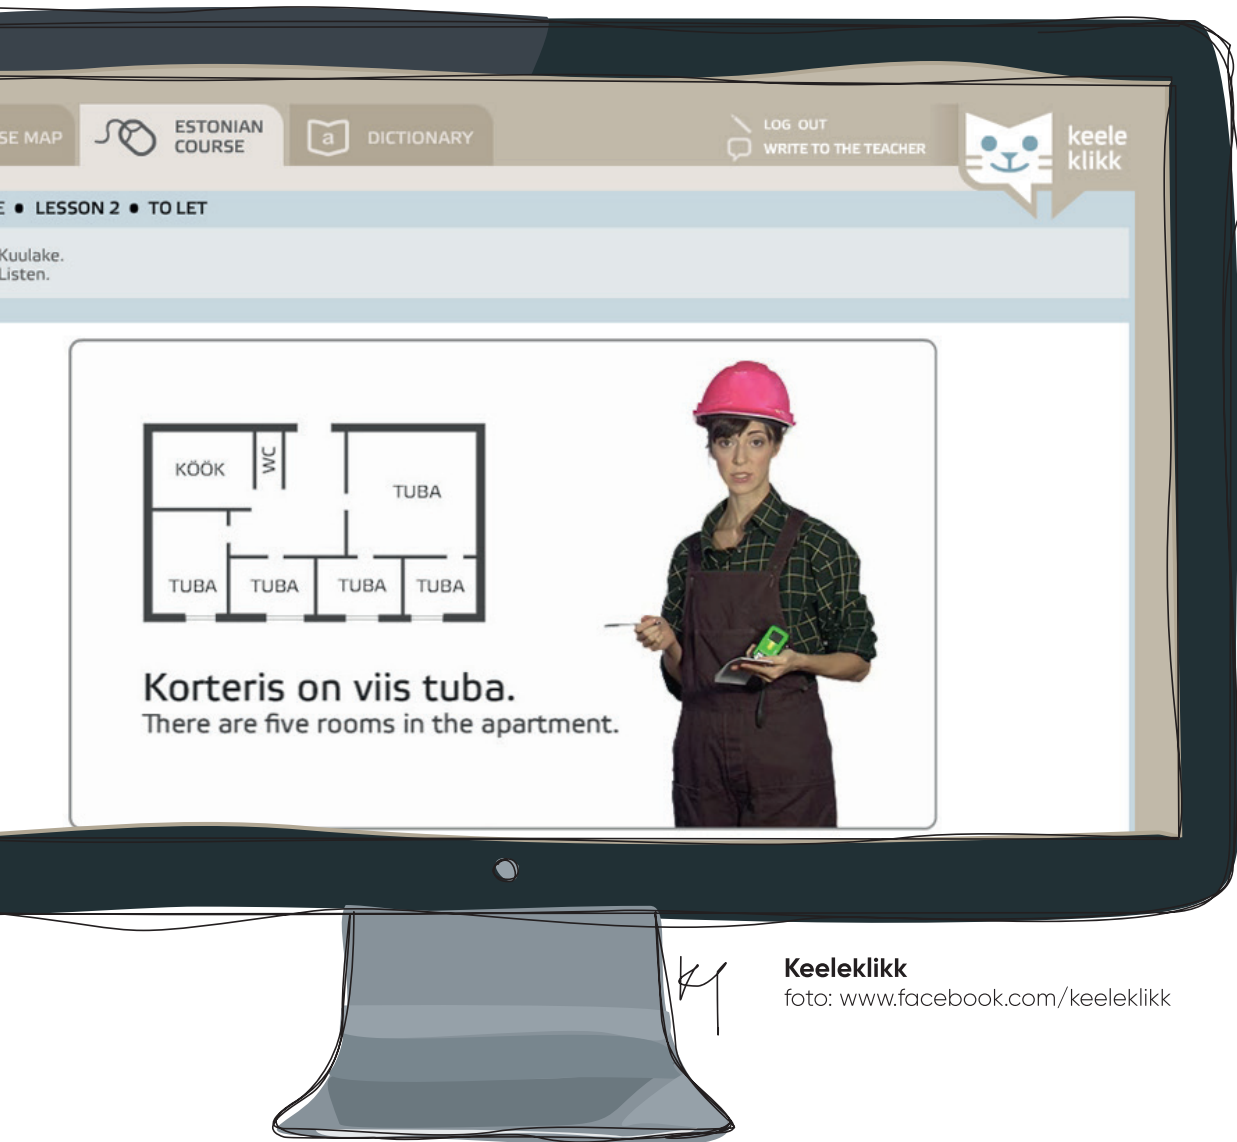 SE MAP
ESTONIAN
COURSE
a
DICTIONARY
LOG OUT
WRITE TO THE TEACHER
keele
klikk
E • LESSON 2 • TO LET
Kuulake.
Listen.
KÖÖK
WC
TUBA
TUBA
TUBA
TUBA
TUBA
Korteris on viis tuba.
There are five rooms in the apartment.
Keeleklikk
foto: www.facebook.com/keeleklikk